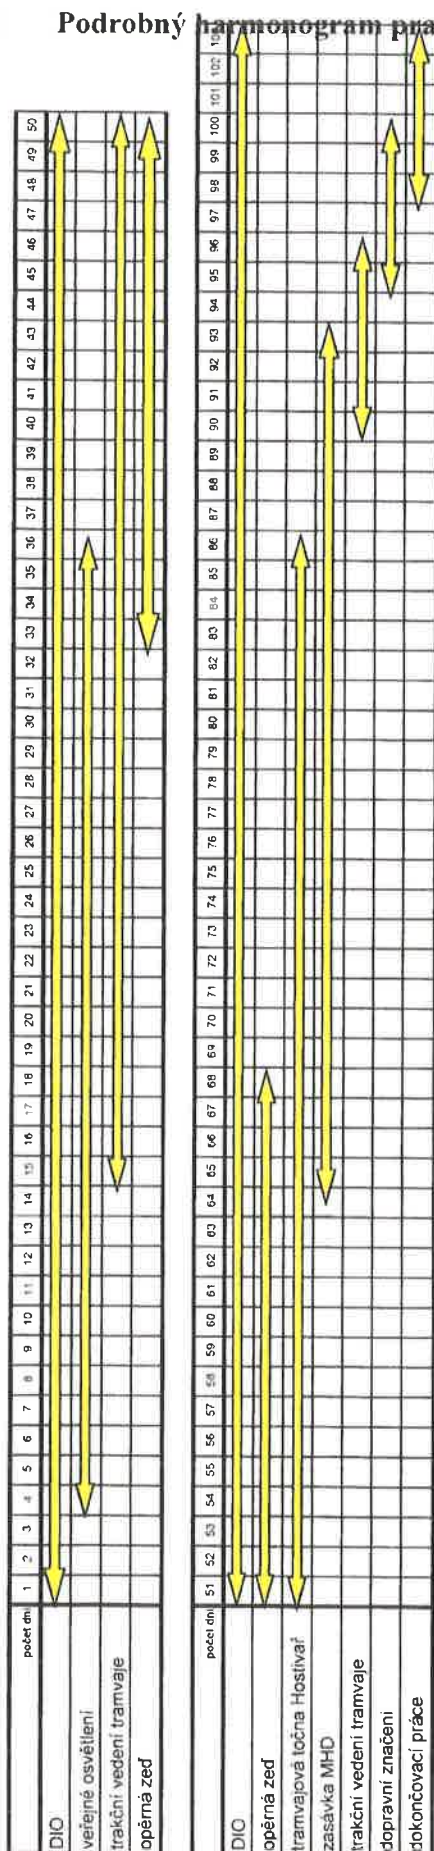 Podrobný harmonogram pra
počet dní 1 2 3 4 5 6 7 8 9 10 11 12 13 14 15 16 17 18 19 20 21 22 23 24 25 26 27 28 29 30 31 32 33 34 35 36 37 38 39 40 41 42 43 44 45 46 47 48 49 50
DIO
veřejné osvětlení
trakční vedení tramvaje
opěrná zeď
počet dní 51 52 53 54 55 56 57 58 59 60 61 62 63 64 65 66 67 68 69 70 71 72 73 74 75 76 77 78 79 80 81 82 83 84 85 86 87 88 89 90 91 92 93 94 95 96 97 98 99 100 101 102
DIO
opěrná zeď
tramvajová točna Hostivař
zasávka MHD
trakční vedení tramvaje
dopravní značení
dokončovací práce